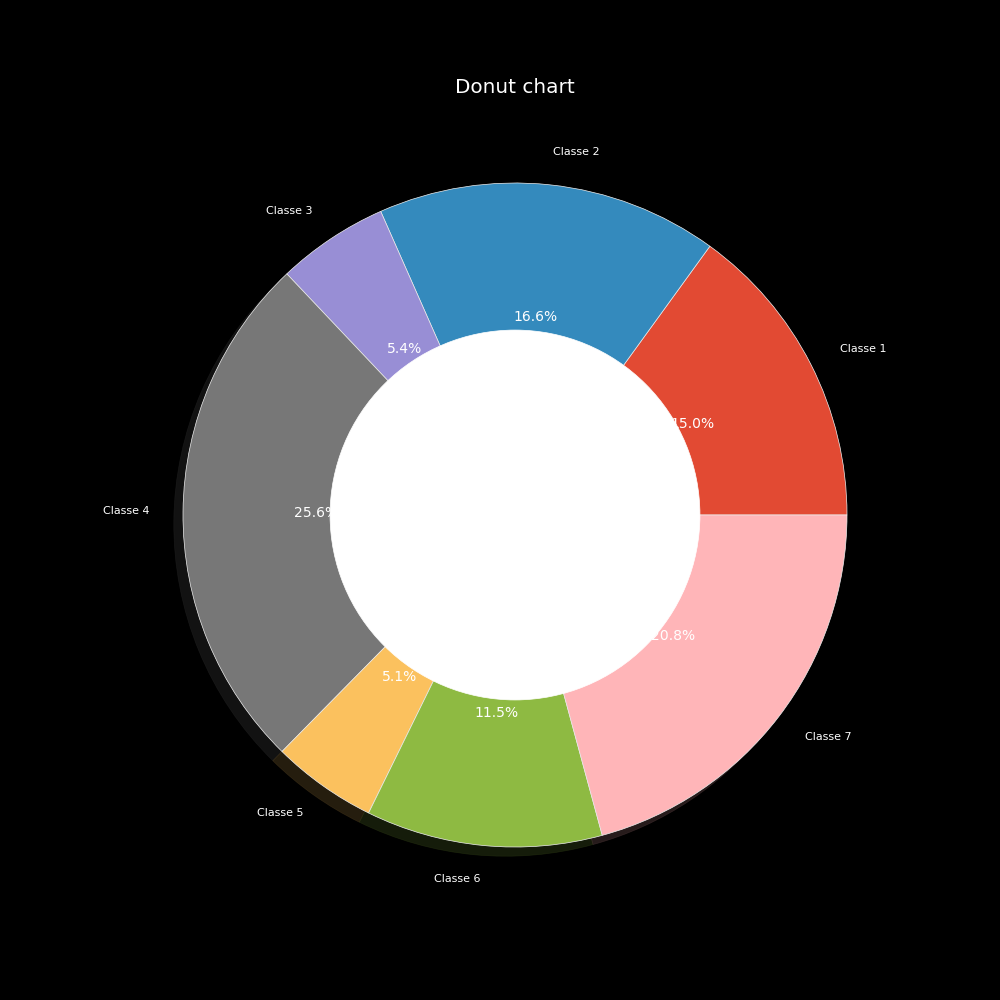 Donut chart
Classe 2
Classe 3
16.6%
5.4%
Classe 1
15.0%
Classe 4
25.6%
20.8%
5.1%
11.5%
Classe 7
Classe 5
Classe 6